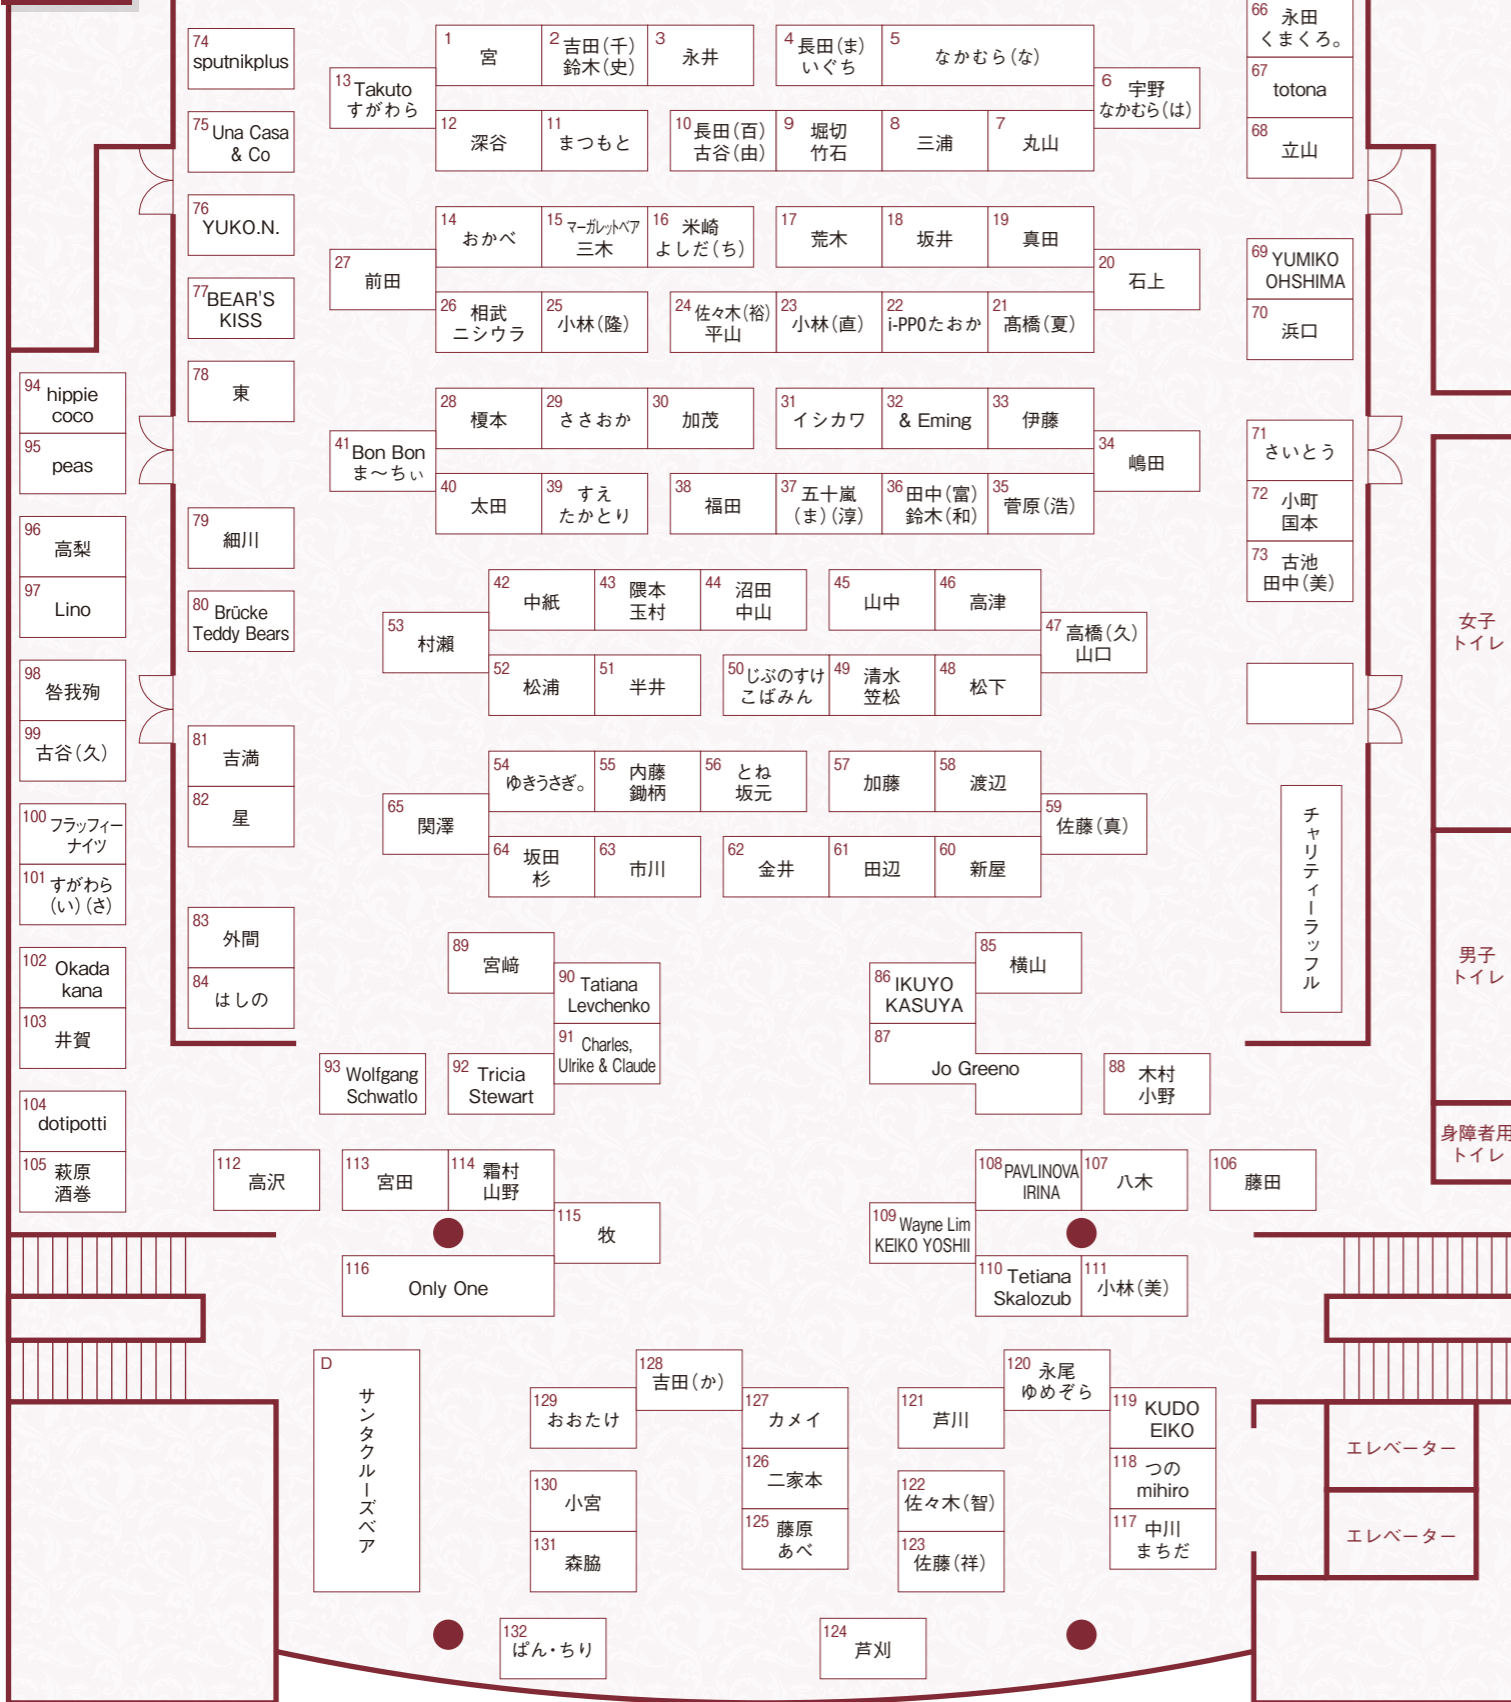 74
sputnikplus
75
Una Casa
& Co
76
YUKO.N.
77
BEAR'S
KISS
78
東
79
細川
80
Brücke
Teddy Bears
81
吉満
82
星
83
外間
84
はしの
94
hippie
coco
95
peas
96
高梨
97
Lino
98
咎我殉
99
古谷(久)
100
フラッフィー
ナイツ
101
すがわら
(い)(さ)
102
Okada
kana
103
井賀
104
dotipotti
105
萩原
酒巻
1
宮
2
吉田(千)
鈴木(史)
3
永井
4
長田(ま)
いぐち
5
なかむら(な)
6
宇野
なかむら(は)
13
Takuto
すがわら
12
深谷
11
まつもと
10
長田(百)
古谷(由)
9
堀切
竹石
8
三浦
7
丸山
14
おかべ
15
マーガレットベア
三木
16
米崎
よしだ(ち)
17
荒木
18
坂井
19
真田
20
石上
27
前田
26
相武
ニシウラ
25
小林(隆)
24
佐々木(裕)
平山
23
小林(直)
22
i-PPOたおか
21
髙橋(夏)
28
榎本
29
ささおか
30
加茂
31
イシカワ
32
& Eming
33
伊藤
34
嶋田
41
Bon Bon
ま〜ちぃ
40
太田
39
すえ
たかとり
38
福田
37
五十嵐
(ま)(淳)
36
田中(富)
鈴木(和)
35
菅原(浩)
42
中紙
43
隈本
玉村
44
沼田
中山
45
山中
46
高津
47
高橋(久)
山口
53
村瀬
52
松浦
51
半井
50
じぶのすけ
こばみん
49
清水
笠松
48
松下
54
ゆきうさぎ。
55
内藤
鋤柄
56
とね
坂元
57
加藤
58
渡辺
59
佐藤(真)
65
関澤
64
坂田
杉
63
市川
62
金井
61
田辺
60
新屋
66
永田
くまくろ。
67
totona
68
立山
69
YUMIKO
OHSHIMA
70
浜口
71
さいとう
72
小町
国本
73
古池
田中(美)
チャリティーラッフル
女子
トイレ
男子
トイレ
身障者用
トイレ
89
宮﨑
90
Tatiana
Levchenko
91
Charles,
Ulrike & Claude
92
Tricia
Stewart
93
Wolfgang
Schwatlo
85
横山
86
IKUYO
KASUYA
87
Jo Greeno
88
木村
小野
112
高沢
113
宮田
114
霜村
山野
115
牧
116
Only One
108
PAVLINOVA
IRINA
107
八木
106
藤田
109
Wayne Lim
KEIKO YOSHII
110
Tetiana
Skalozub
111
小林(美)
D
サンタクルーズベア
128
吉田(か)
129
おおたけ
127
カメイ
130
小宮
126
二家本
131
森脇
125
藤原
あべ
132
ぱん・ちり
120
永尾
ゆめぞら
121
芦川
119
KUDO
EIKO
122
佐々木(智)
118
つの
mihiro
123
佐藤(祥)
117
中川
まちだ
124
芦刈
エレベーター
エレベーター